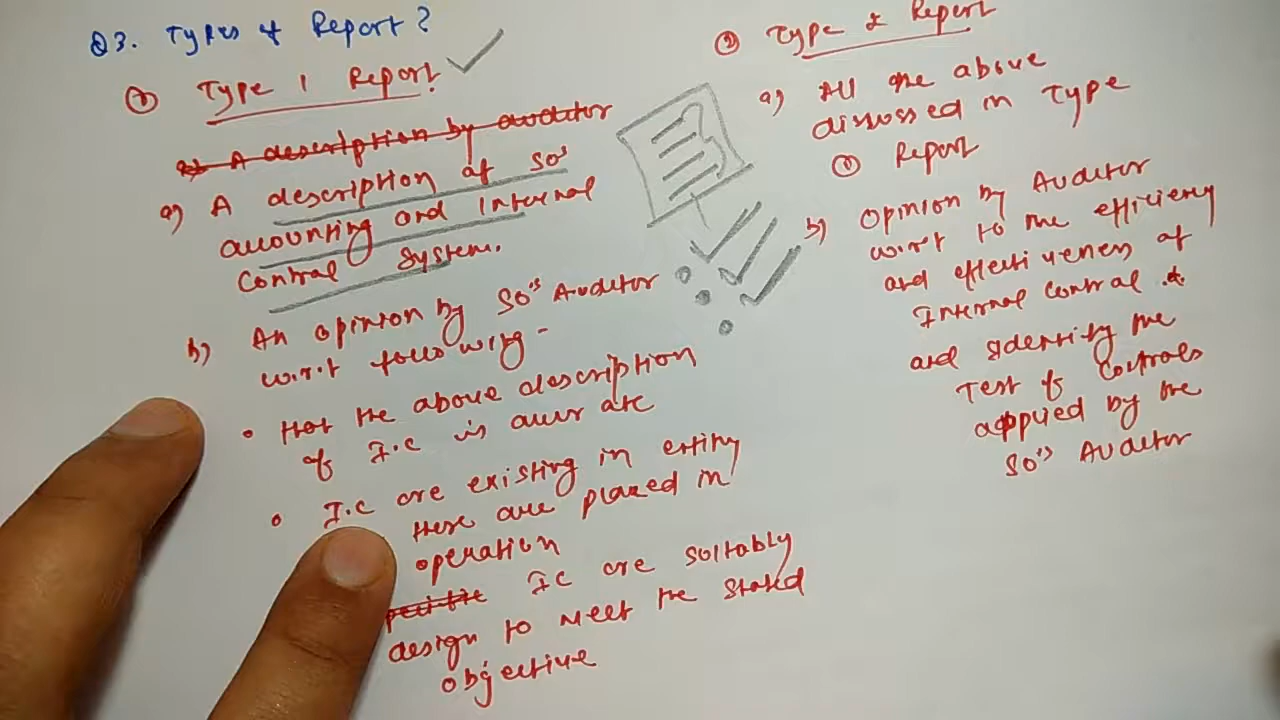 Q3. Types of Report?
① Type 1 Report
a) A description by auditor
a) A description of SO's
accounting and Internal
Control System.
b) An opinion by SO's Auditor
w.r.t following -
• that the above description
of I.C is accurate
• I.C are existing in entity
these are placed in
operation
IC are suitably
design to meet the stated
objective
② Type 2 Report
a) All the above
discussed in Type
① Report
b) Opinion by Auditor
w.r.t to the efficiency
and effectiveness of
Internal control
and Identify the
Test of Controls
applied by the
SO's Auditor